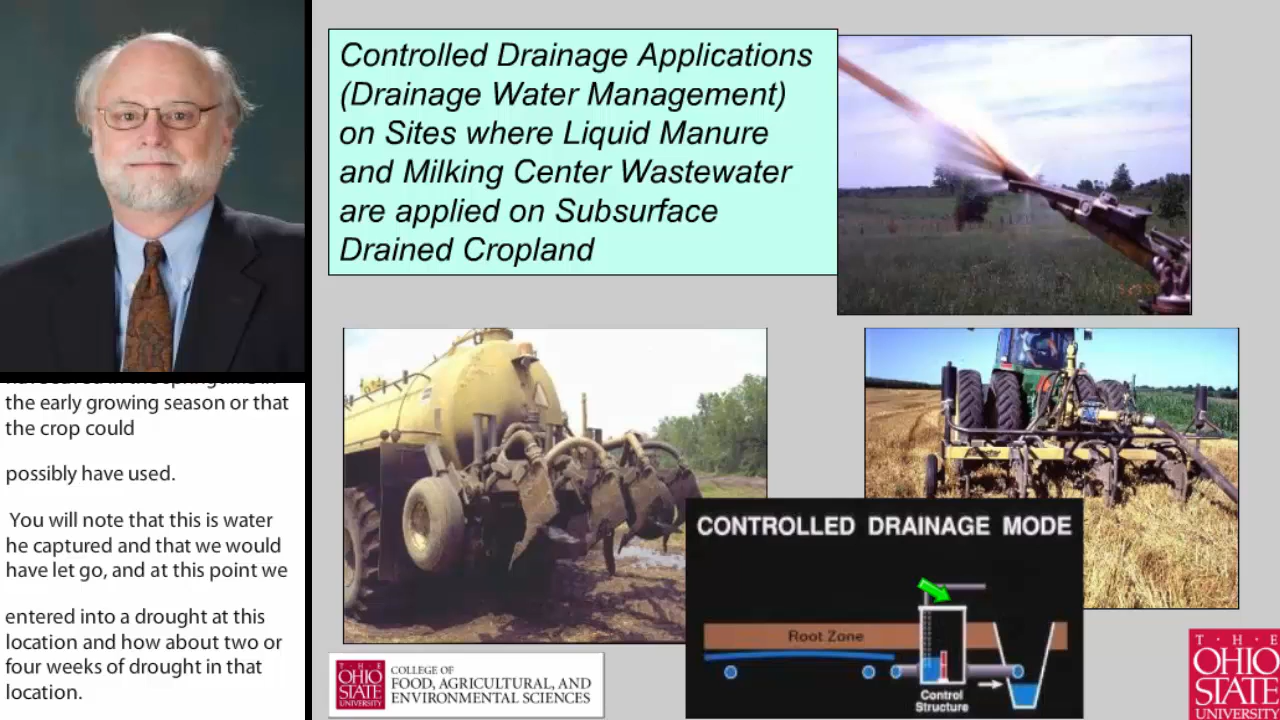 Controlled Drainage Applications
(Drainage Water Management)
on Sites where Liquid Manure
and Milking Center Wastewater
are applied on Subsurface
Drained Cropland
the early growing season or that
the crop could
possibly have used.
You will note that this is water
he captured and that we would
have let go, and at this point we
entered into a drought at this
location and how about two or
four weeks of drought in that
location.
CONTROLLED DRAINAGE MODE
Root Zone
Control
Structure
T · H · E
OHIO
STATE
UNIVERSITY
COLLEGE OF
FOOD, AGRICULTURAL, AND
ENVIRONMENTAL SCIENCES
T · H · E
OHIO
STATE
UNIVERSITY